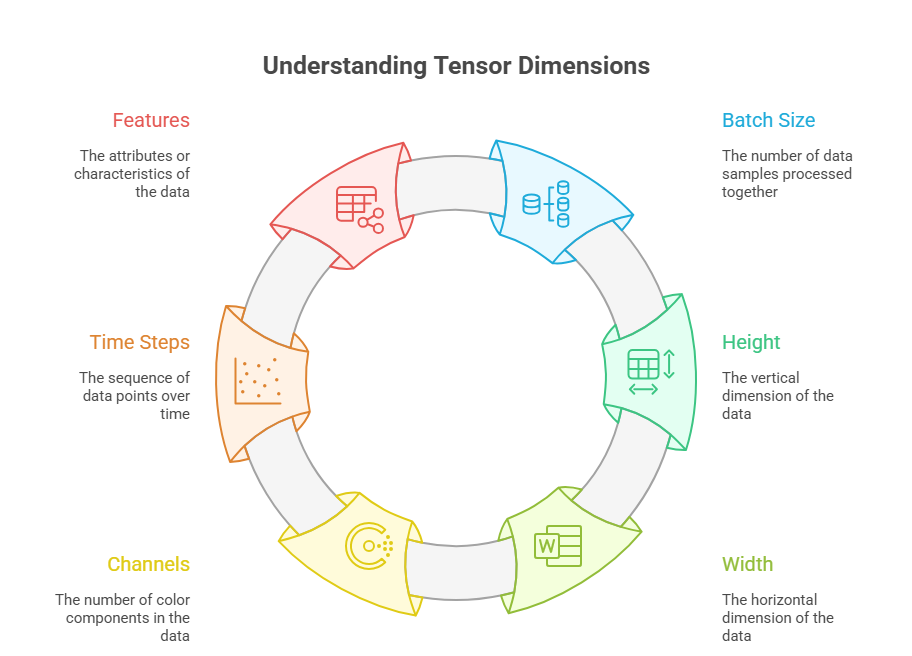 Understanding Tensor Dimensions
Features
The attributes or
characteristics of
the data
Batch Size
The number of data
samples processed
together
Time Steps
The sequence of
data points over
time
Height
The vertical
dimension of the
data
Channels
The number of color
components in the
data
W
Width
The horizontal
dimension of the
data